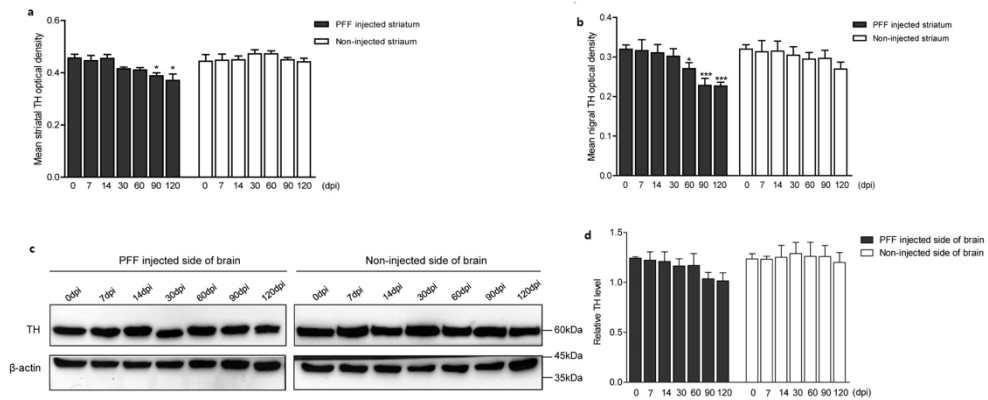 a
Mean striatal TH optical density
0.6
0.4
0.2
0.0
PFF injected striatum
Non-injected striaum
* *
0 7 14 30 60 90 120 0 7 14 30 60 90 120 (dpi)
b
Mean nigral TH optical density
0.4
0.3
0.2
0.1
0.0
PFF injected striatum
Non-injected striaum
* *** ***
0 7 14 30 60 90 120 0 7 14 30 60 90 120 (dpi)
c
PFF injected side of brain
Non-injected side of brain
0dpi 7dpi 14dpi 30dpi 60dpi 90dpi 120dpi
0dpi 7dpi 14dpi 30dpi 60dpi 90dpi 120dpi
TH
60kDa
β-actin
45kDa
35kDa
d
Relative TH level
1.5
1.0
0.5
0.0
PFF injected side of brain
Non-injected side of brain
0 7 14 30 60 90 120 0 7 14 30 60 90 120 (dpi)